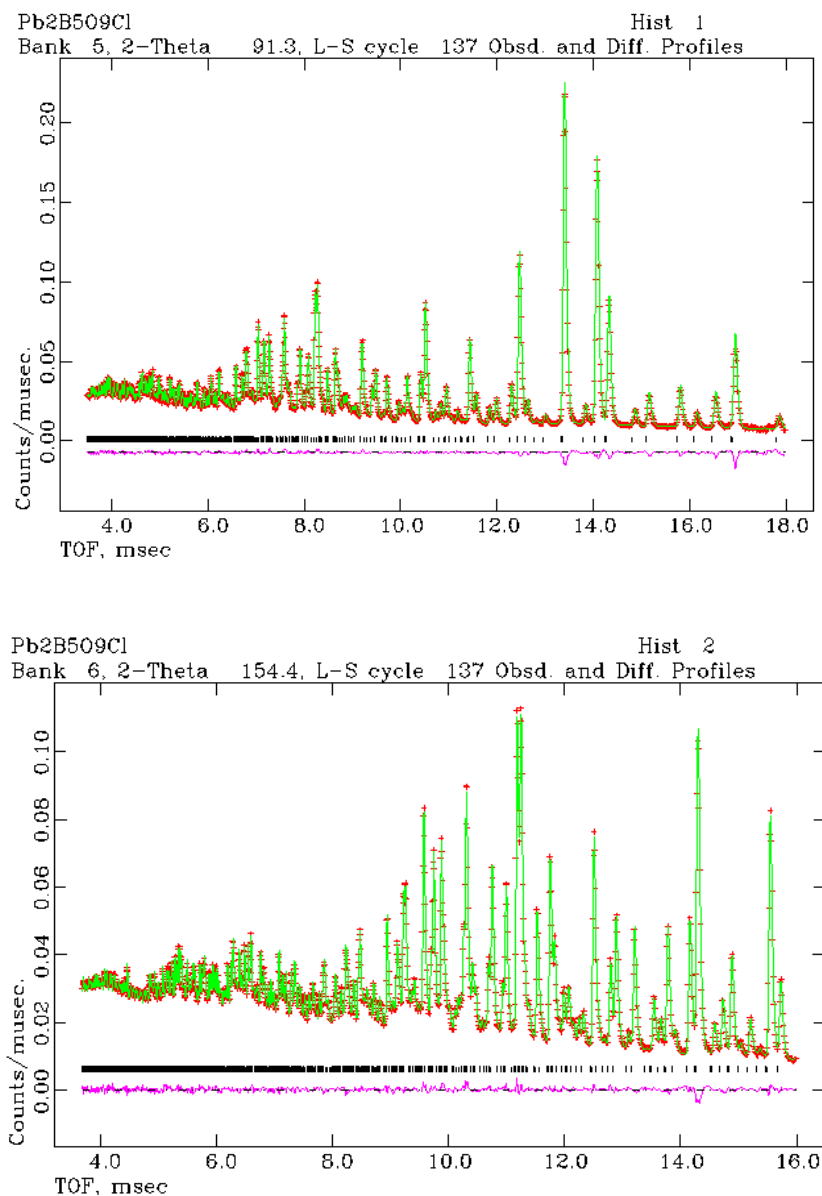 Pb2B5O9Cl Hist 1
Bank 5, 2-Theta 91.3, L-S cycle 137 Obsd. and Diff. Profiles
Counts/musec.
0.20
0.15
0.10
0.05
0.00
4.0 6.0 8.0 10.0 12.0 14.0 16.0 18.0
TOF, msec
Pb2B5O9Cl Hist 2
Bank 6, 2-Theta 154.4, L-S cycle 137 Obsd. and Diff. Profiles
Counts/musec.
0.10
0.08
0.06
0.04
0.02
0.00
4.0 6.0 8.0 10.0 12.0 14.0 16.0
TOF, msec